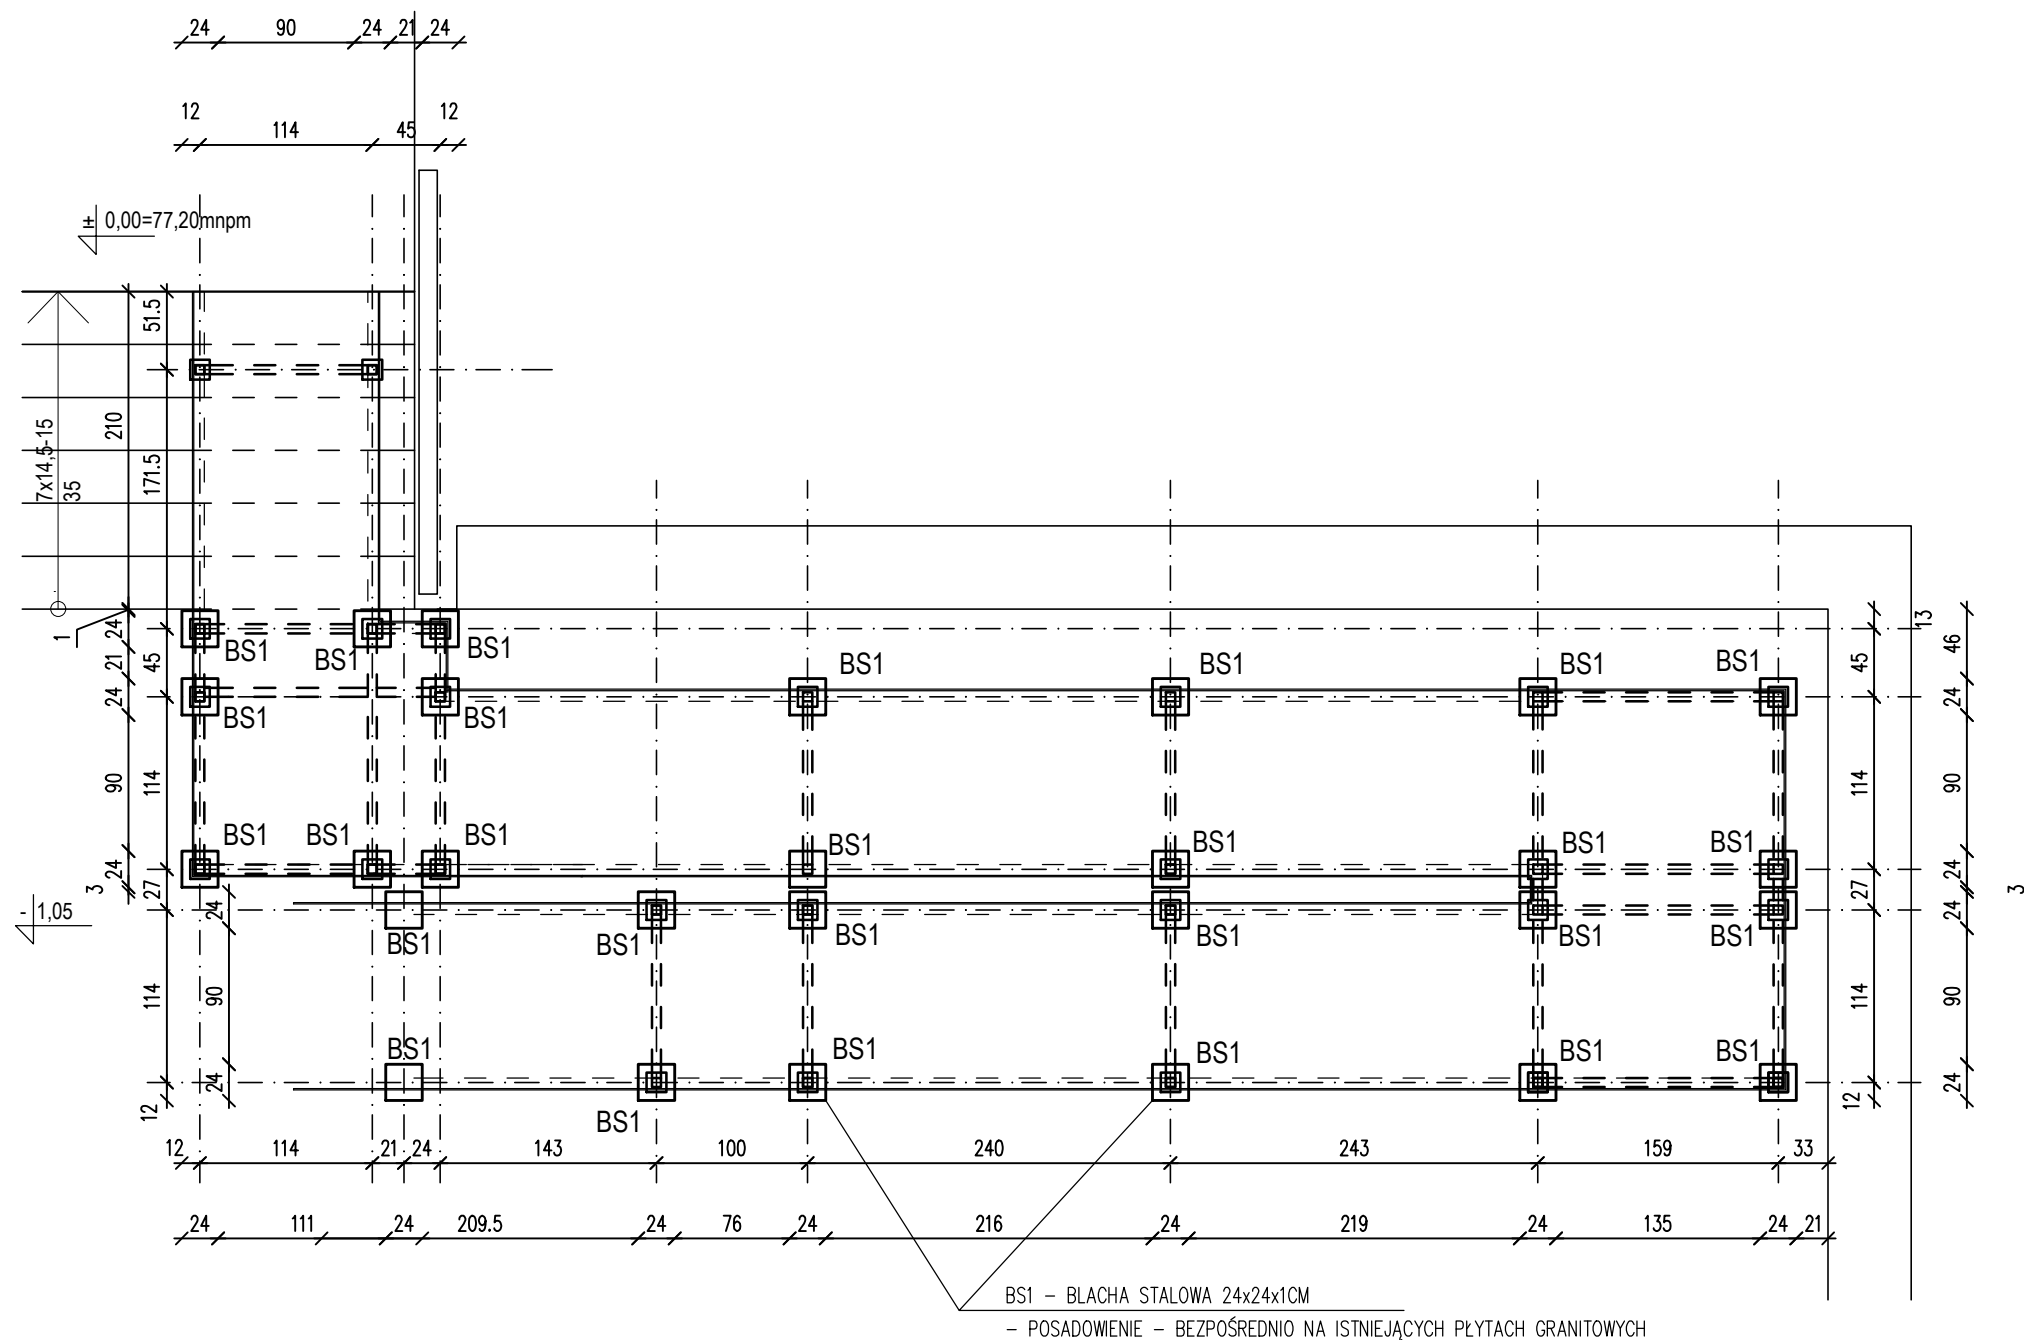 24 90 24 21 24
12 12
114 45
± 0,00=77,20mnpm
51.5
210
171.5
7x14,5-15
35
1
24
21
24
90
24
3
45
114
27
24
90
24
114
12
- 1,05
BS1 BS1 BS1
BS1 BS1 BS1 BS1
BS1 BS1
BS1 BS1 BS1
BS1 BS1 BS1 BS1
BS1 BS1 BS1 BS1 BS1 BS1
BS1 BS1 BS1 BS1 BS1
BS1
13
45
114
27
114
12
46
24
90
24
24
90
24
3
12 114 21 24 143 100 240 243 159 33
24 111 24 209.5 24 76 24 216 24 219 24 135 24 21
BS1 – BLACHA STALOWA 24x24x1CM
– POSADOWIENIE – BEZPOŚREDNIO NA ISTNIEJĄCYCH PŁYTACH GRANITOWYCH